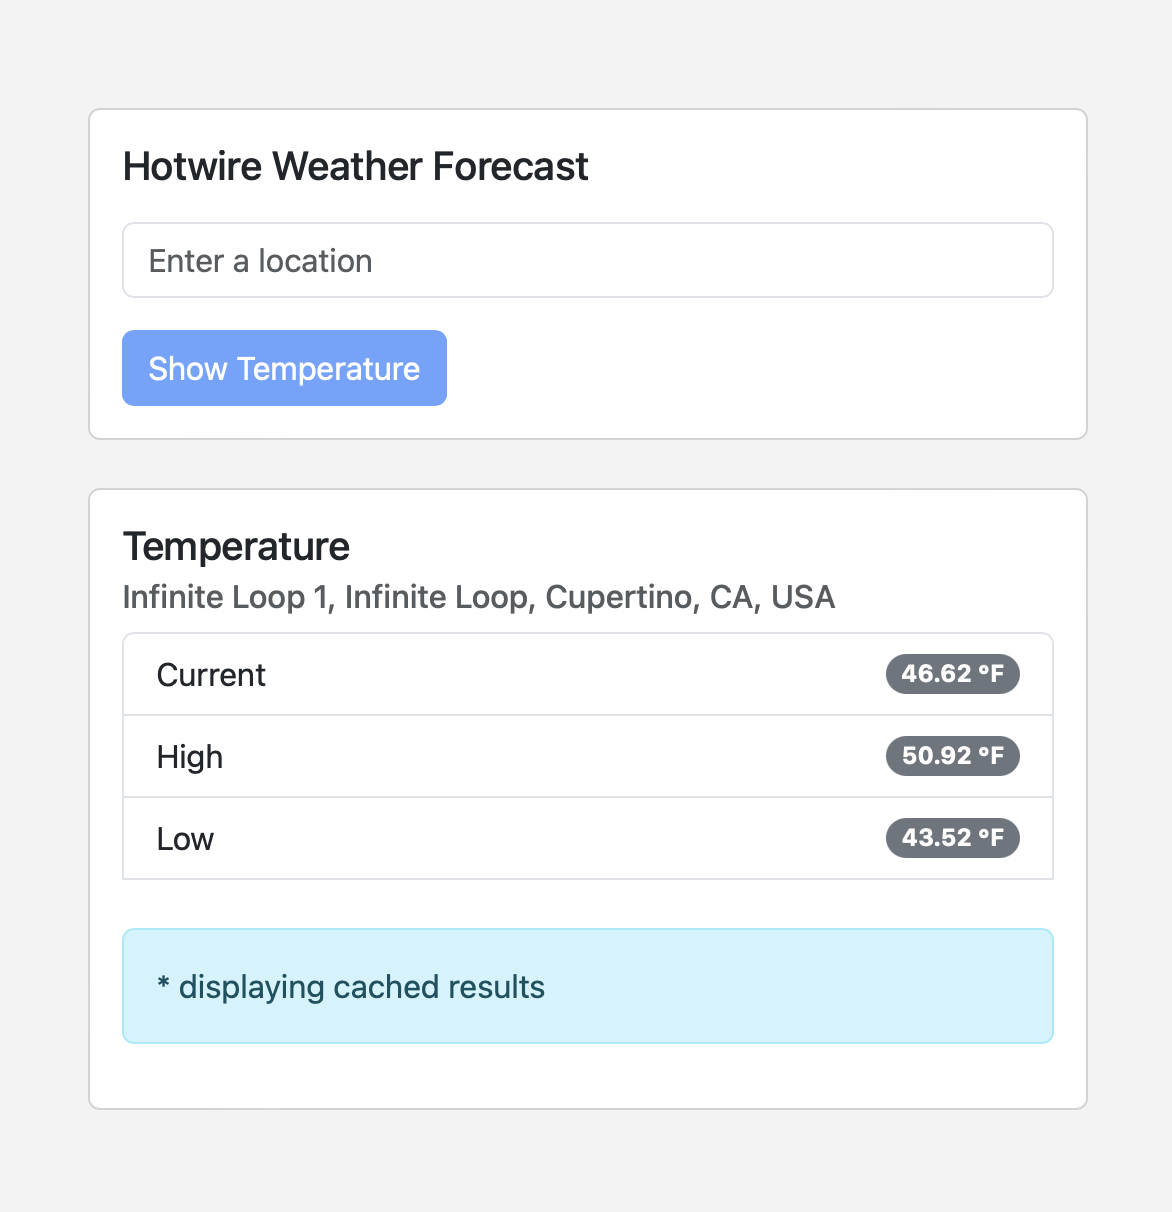 Hotwire Weather Forecast
Enter a location
Show Temperature
Temperature
Infinite Loop 1, Infinite Loop, Cupertino, CA, USA
Current 46.62 °F
High 50.92 °F
Low 43.52 °F
* displaying cached results